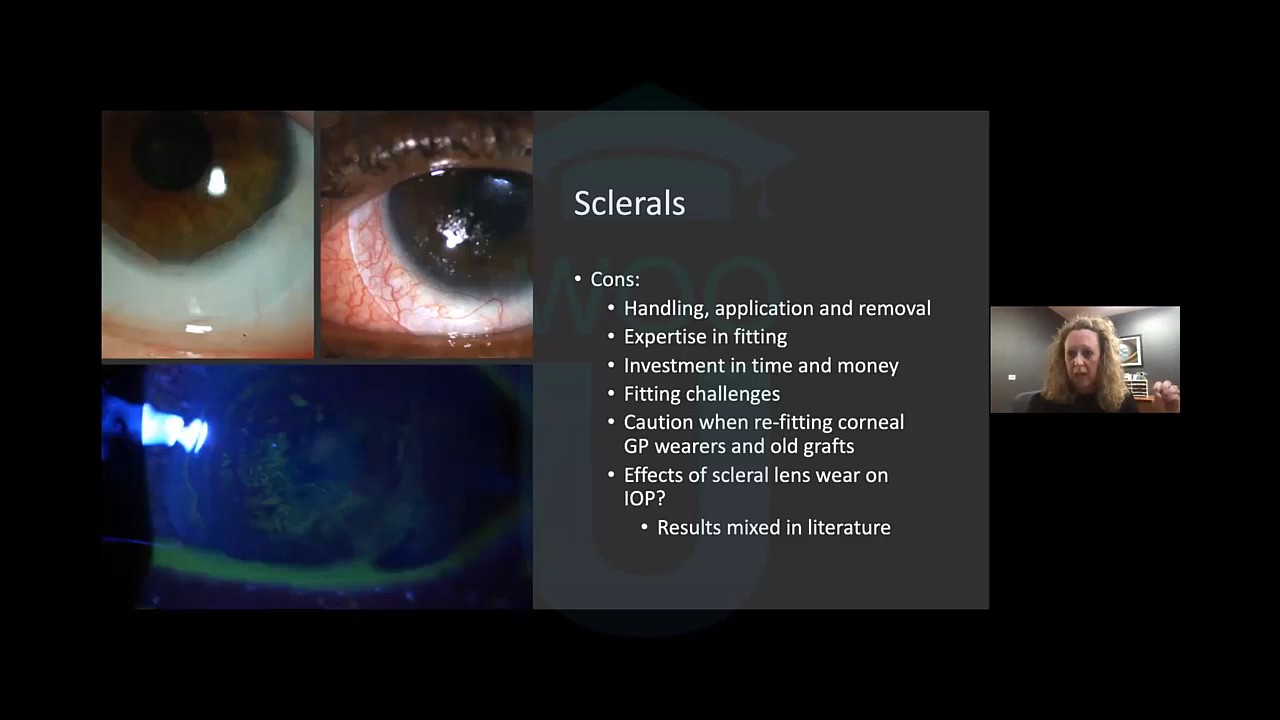 Sclerals
• Cons:
• Handling, application and removal
• Expertise in fitting
• Investment in time and money
• Fitting challenges
• Caution when re-fitting corneal
GP wearers and old grafts
• Effects of scleral lens wear on
IOP?
• Results mixed in literature
WOO
U